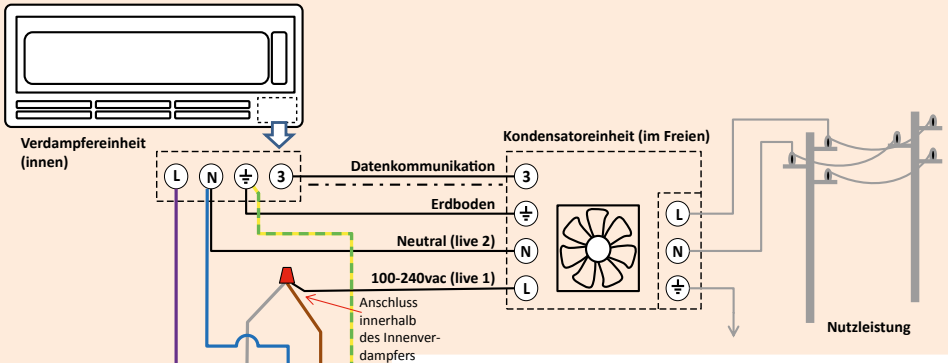 Verdampfereinheit
(innen)
Kondensatoreinheit (im Freien)
L N 3
Datenkommunikation
3
Erdboden
L
Neutral (live 2)
N
N
100-240vac (live 1)
L
Anschluss
innerhalb
des Innenver-
dampfers
Nutzleistung